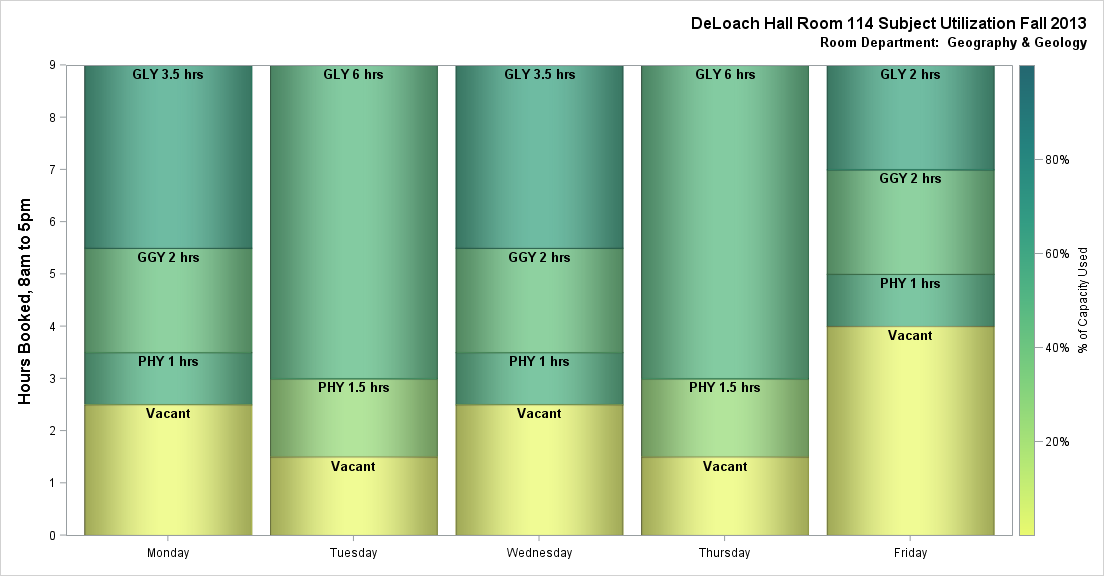 DeLoach Hall Room 114 Subject Utilization Fall 2013
Room Department:  Geography & Geology
Hours Booked, 8am to 5pm
9
8
7
6
5
4
3
2
1
0
GLY 3.5 hrs
GGY 2 hrs
PHY 1 hrs
Vacant
GLY 6 hrs
PHY 1.5 hrs
Vacant
GLY 3.5 hrs
GGY 2 hrs
PHY 1 hrs
Vacant
GLY 6 hrs
PHY 1.5 hrs
Vacant
GLY 2 hrs
GGY 2 hrs
PHY 1 hrs
Vacant
Monday
Tuesday
Wednesday
Thursday
Friday
80%
60%
40%
20%
% of Capacity Used